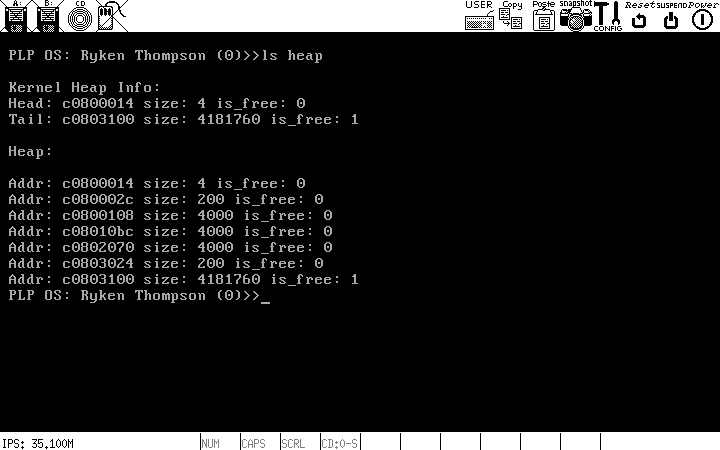 A:
B:
CD
USER
Copy
Paste
snapshot
CONFIG
Reset
SUSPEND
Power
PLP OS: Ryken Thompson (0)>>ls heap
Kernel Heap Info:
Head: c0800014 size: 4 is_free: 0
Tail: c0803100 size: 4181760 is_free: 1
Heap:
Addr: c0800014 size: 4 is_free: 0
Addr: c080002c size: 200 is_free: 0
Addr: c0800108 size: 4000 is_free: 0
Addr: c08010bc size: 4000 is_free: 0
Addr: c0802070 size: 4000 is_free: 0
Addr: c0803024 size: 200 is_free: 0
Addr: c0803100 size: 4181760 is_free: 1
PLP OS: Ryken Thompson (0)>>_
IPS: 35.100M
NUM
CAPS
SCRL
CD:0-S